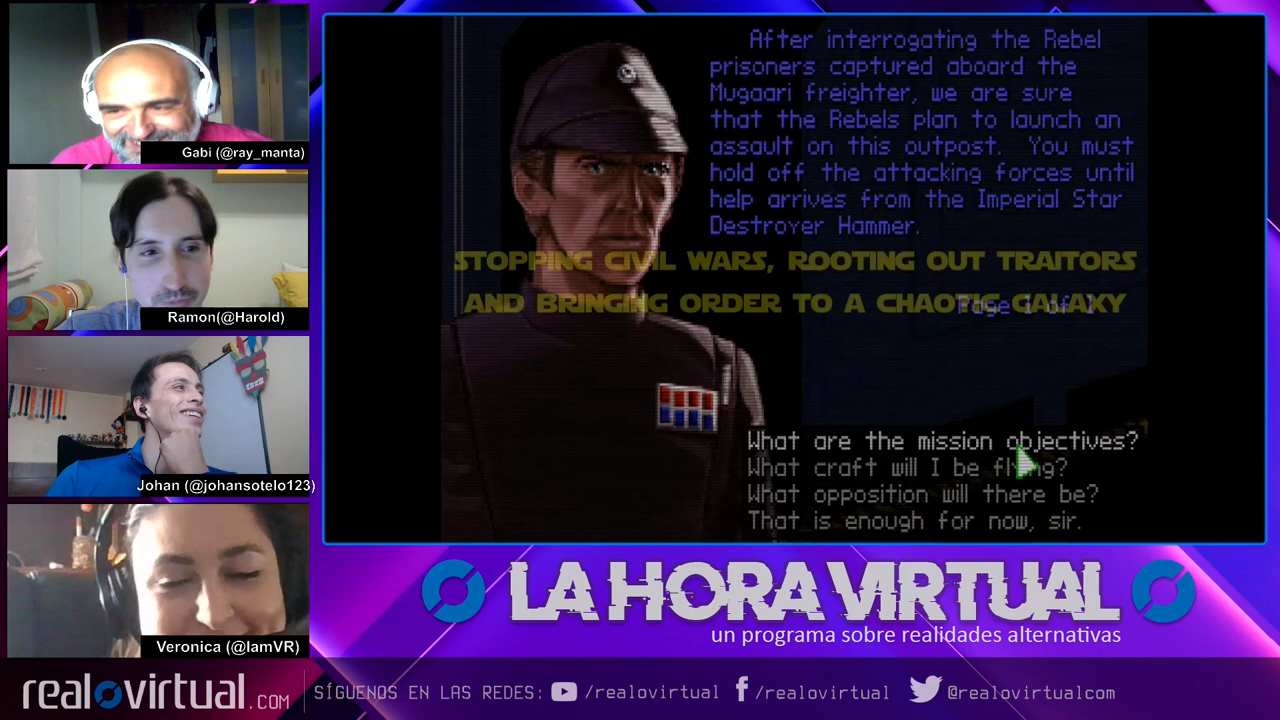 Gabi (@ray_manta)
Ramon(@Harold)
Johan (@johansotelo123)
Veronica (@IamVR)
After interrogating the Rebel
prisoners captured aboard the
Mugaari freighter, we are sure
that the Rebels plan to launch an
assault on this outpost. You must
hold off the attacking forces until
help arrives from the Imperial Star
Destroyer Hammer.
STOPPING CIVIL WARS, ROOTING OUT TRAITORS
AND BRINGING ORDER TO A CHAOTIC GALAXY
Page 1 of 1
What are the mission objectives?
What craft will I be flying?
What opposition will there be?
That is enough for now, sir.
LA HORA VIRTUAL
un programa sobre realidades alternativas
realovirtual.COM
SÍGUENOS EN LAS REDES: /realovirtual /realovirtual @realovirtualcom